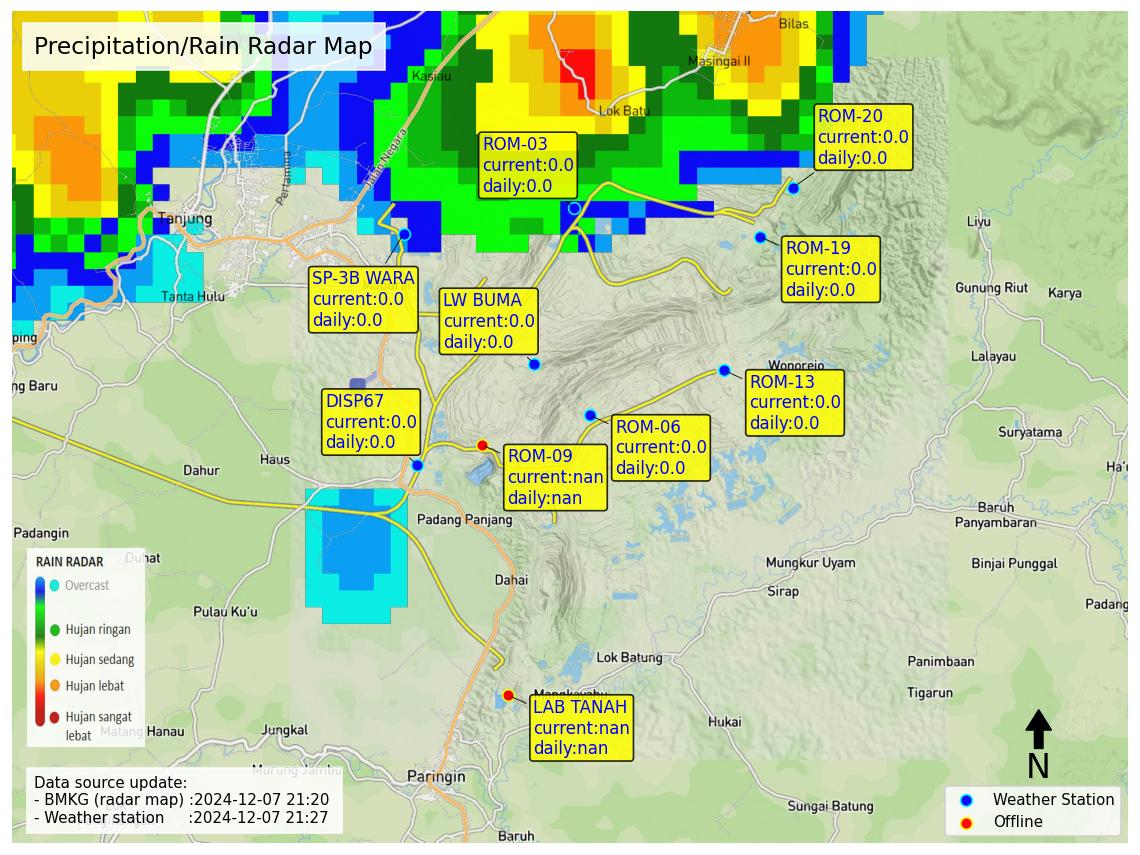 Precipitation/Rain Radar Map
Bilas
Masingai II
Kasiau
Lok Batu
ROM-20
current:0.0
daily:0.0
ROM-03
current:0.0
daily:0.0
Jalan Negara
Pertamina
Tanjung
Liyu
ROM-19
current:0.0
daily:0.0
SP-3B WARA
current:0.0
daily:0.0
Tanta Hulu
LW BUMA
current:0.0
daily:0.0
Gunung Riut
Karya
ping
Lalayau
Wonorejo
ng Baru
ROM-13
current:0.0
daily:0.0
DISP67
current:0.0
daily:0.0
ROM-06
current:0.0
daily:0.0
Suryatama
ROM-09
current:nan
daily:nan
Haus
Dahur
Ha'u
Padang Panjang
Baruh
Panyambaran
Padangin
Duhat
Mungkur Uyam
Binjai Punggal
RAIN RADAR
Overcast
Hujan ringan
Hujan sedang
Hujan lebat
Hujan sangat
lebat
Dahai
Sirap
Padang
Pulau Ku'u
Lok Batung
Panimbaan
Tigarun
Mangkayahu
LAB TANAH
current:nan
daily:nan
Matang Hanau
Jungkal
Hukai
Murung Jambu
Paringin
N
Data source update:
- BMKG (radar map) :2024-12-07 21:20
- Weather station :2024-12-07 21:27
Sungai Batung
Weather Station
Offline
Baruh